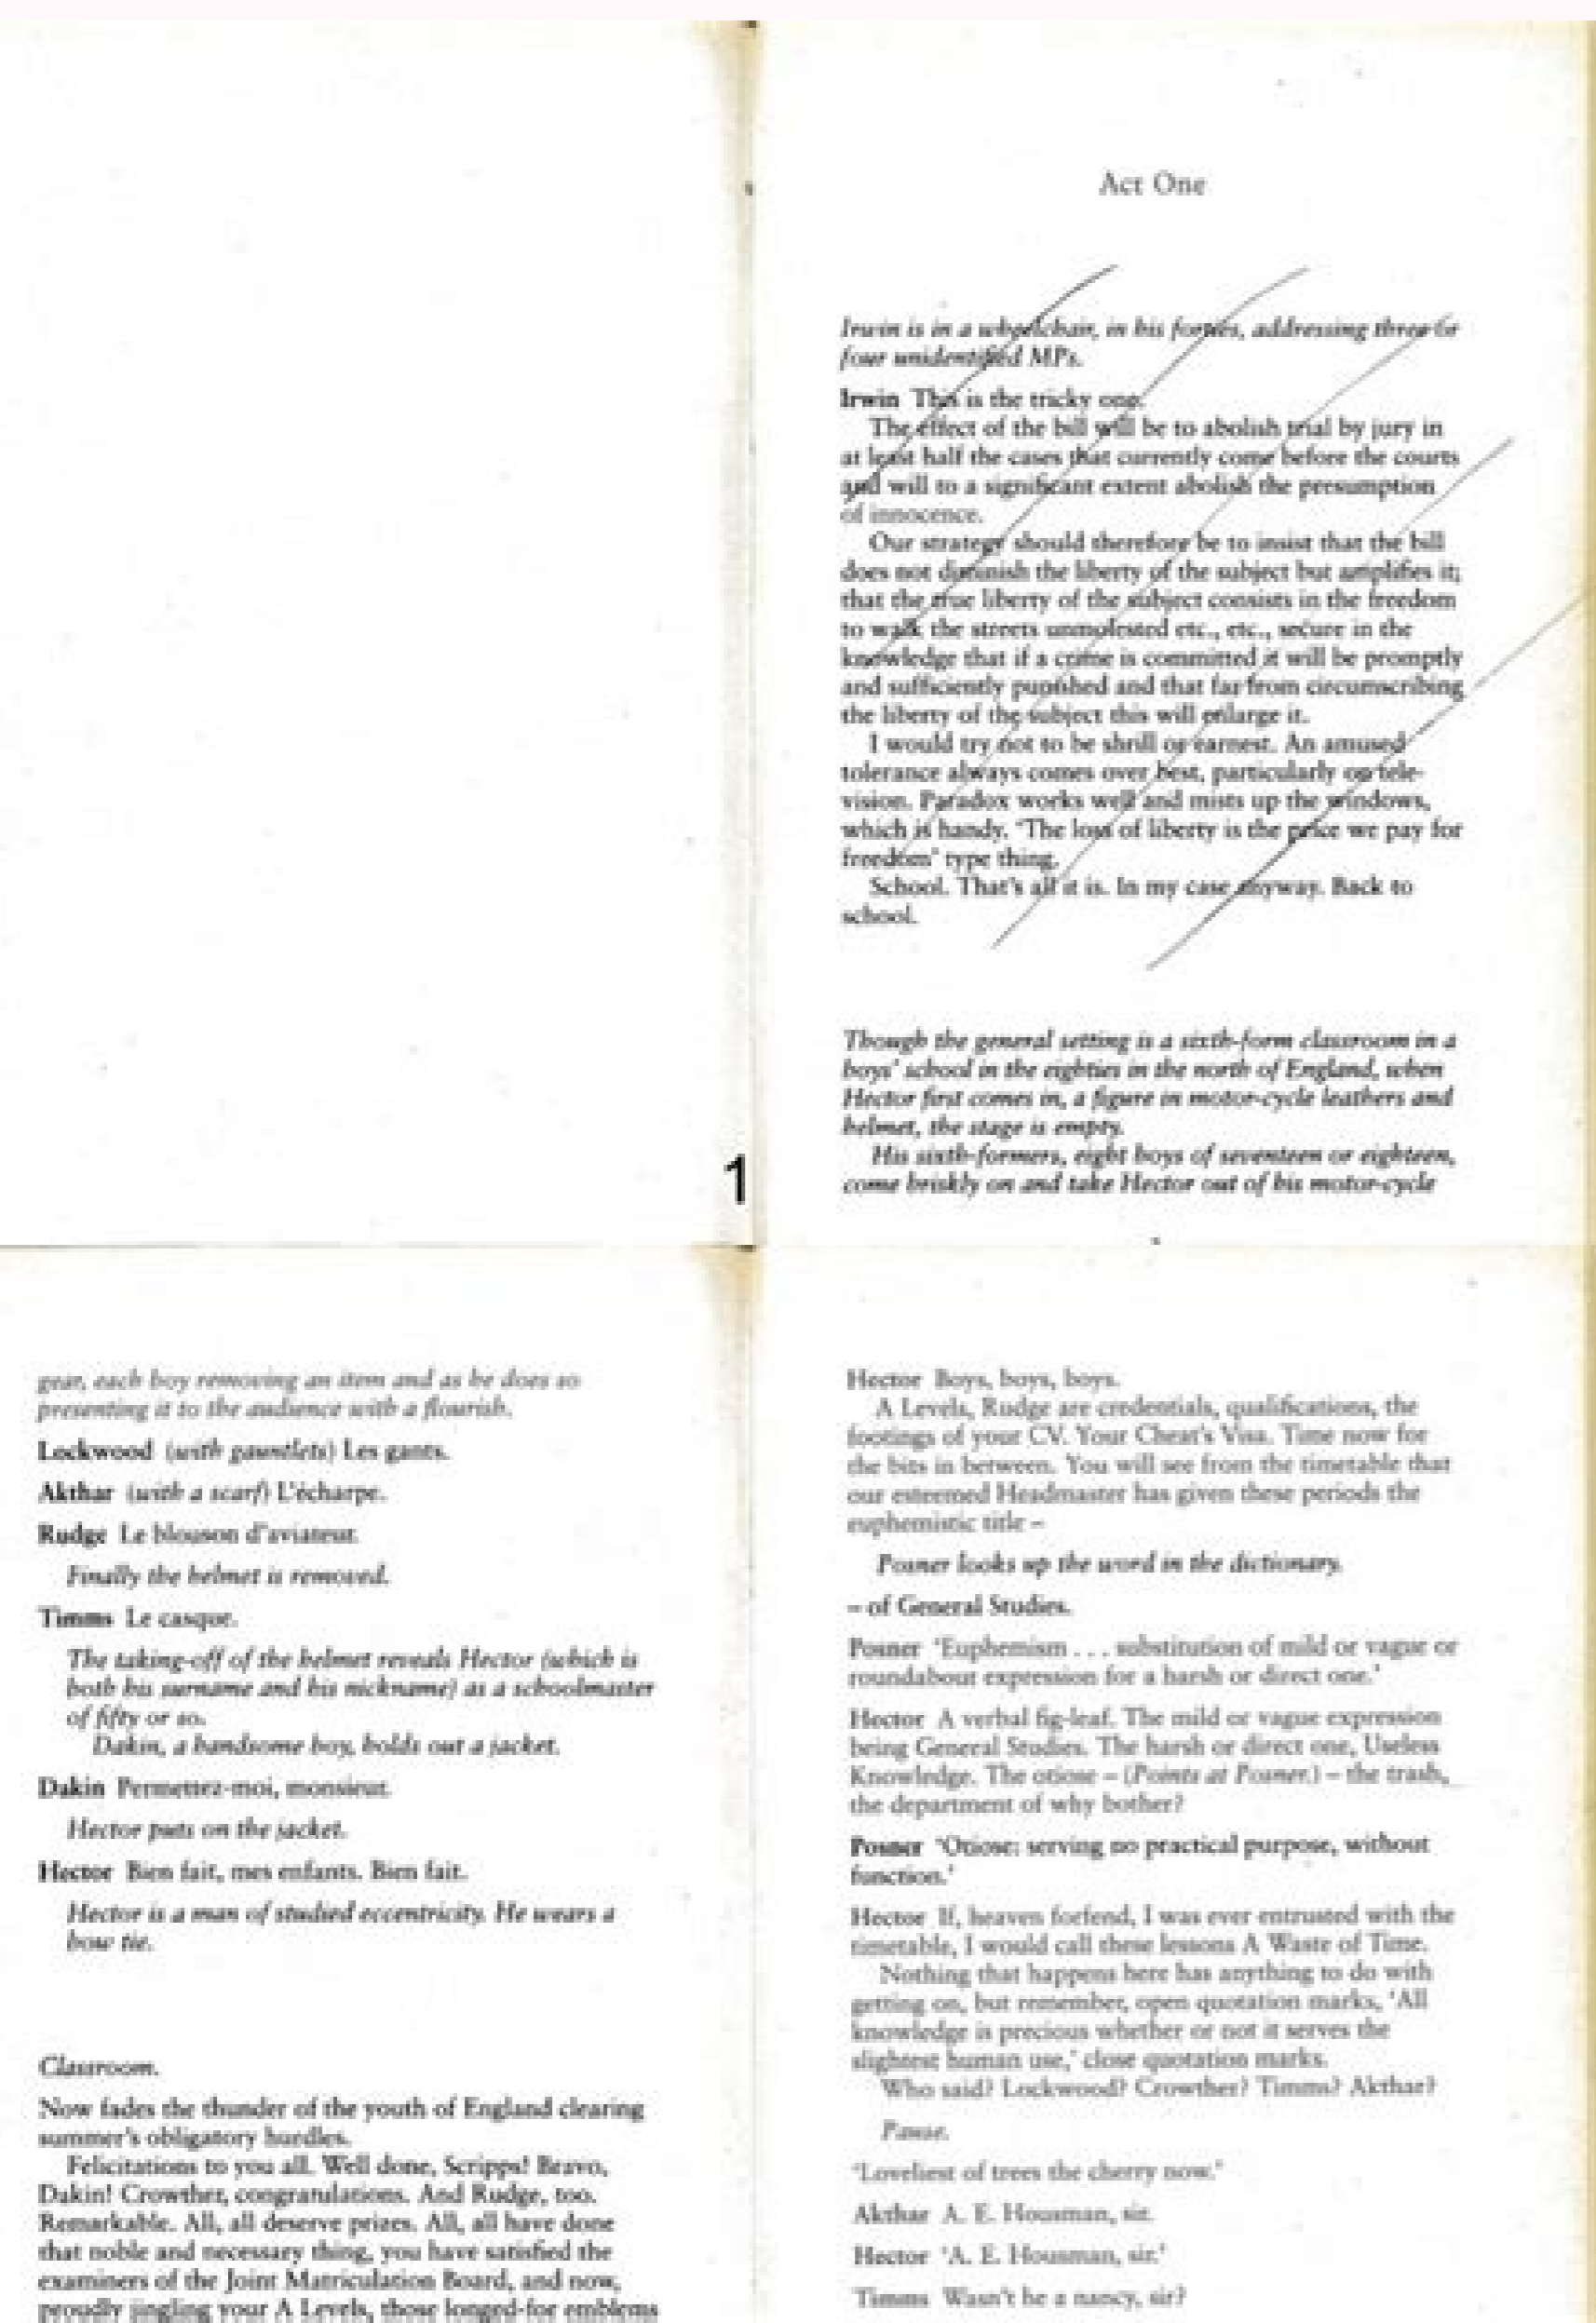 Act One
Irwin is in a wheelchair, in his forties, addressing three or
four unidentified MPs.
Irwin This is the tricky one.
The effect of the bill will be to abolish trial by jury in
at least half the cases that currently come before the courts
and will to a significant extent abolish the presumption
of innocence.
Our strategy should therefore be to insist that the bill
does not diminish the liberty of the subject but amplifies it;
that the true liberty of the subject consists in the freedom
to walk the streets unmolested etc., etc., secure in the
knowledge that if a crime is committed it will be promptly
and sufficiently punished and that far from circumscribing
the liberty of the subject this will enlarge it.
I would try not to be shrill or earnest. An amused
tolerance always comes over best, particularly on tele-
vision. Paradox works well and mists up the windows,
which is handy. 'The loss of liberty is the price we pay for
freedom' type thing.
School. That's all it is. In my case anyway. Back to
school.
Though the general setting is a sixth-form classroom in a
boys' school in the eighties in the north of England, when
Hector first comes in, a figure in motor-cycle leathers and
helmet, the stage is empty.
His sixth-formers, eight boys of seventeen or eighteen,
come briskly on and take Hector out of his motor-cycle
1
gear, each boy removing an item and as he does so
presenting it to the audience with a flourish.
Lockwood (with gauntlets) Les gants.
Akthar (with a scarf) L'écharpe.
Rudge Le blouson d'aviateur.
Finally the helmet is removed.
Timms Le casque.
The taking-off of the helmet reveals Hector (which is
both his surname and his nickname) as a schoolmaster
of fifty or so.
Dakin, a handsome boy, holds out a jacket.
Dakin Permettez-moi, monsieur.
Hector puts on the jacket.
Hector Bien fait, mes enfants. Bien fait.
Hector is a man of studied eccentricity. He wears a
bow tie.
Classroom.
Now fades the thunder of the youth of England clearing
summer's obligatory hurdles.
Felicitations to you all. Well done, Scripps! Bravo,
Dakin! Crowther, congratulations. And Rudge, too.
Remarkable. All, all deserve prizes. All, all have done
that noble and necessary thing, you have satisfied the
examiners of the Joint Matriculation Board, and now,
proudly jingling your A Levels, those longed-for emblems
Hector Boys, boys, boys.
A Levels, Rudge are credentials, qualifications, the
footings of your CV. Your Cheat's Visa. Time now for
the bits in between. You will see from the timetable that
our esteemed Headmaster has given these periods the
euphemistic title –
Posner looks up the word in the dictionary.
– of General Studies.
Posner 'Euphemism . . . substitution of mild or vague or
roundabout expression for a harsh or direct one.'
Hector A verbal fig-leaf. The mild or vague expression
being General Studies. The harsh or direct one, Useless
Knowledge. The otiose – (Points at Posner.) – the trash,
the department of why bother?
Posner 'Otiose: serving no practical purpose, without
function.'
Hector If, heaven forfend, I was ever entrusted with the
timetable, I would call these lessons A Waste of Time.
Nothing that happens here has anything to do with
getting on, but remember, open quotation marks, 'All
knowledge is precious whether or not it serves the
slightest human use,' close quotation marks.
Who said? Lockwood? Crowther? Timms? Akthar?
Pause.
'Loveliest of trees the cherry now.'
Akthar A. E. Housman, sir.
Hector 'A. E. Housman, sir.'
Timms Wasn't he a nancy, sir?